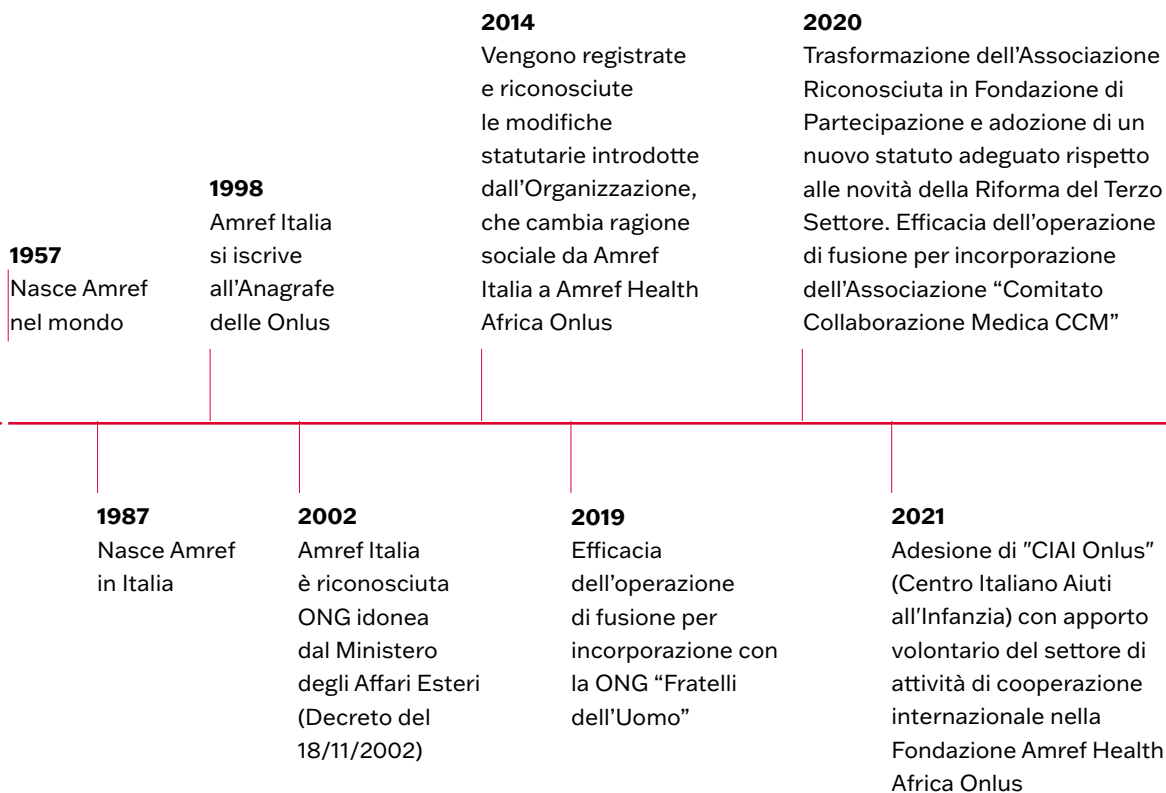 1957
Nasce Amref
nel mondo
1987
Nasce Amref
in Italia
1998
Amref Italia
si iscrive
all’Anagrafe
delle Onlus
2002
Amref Italia
è riconosciuta
ONG idonea
dal Ministero
degli Affari Esteri
(Decreto del
18/11/2002)
2014
Vengono registrate
e riconosciute
le modifiche
statutarie introdotte
dall’Organizzazione,
che cambia ragione
sociale da Amref
Italia a Amref Health
Africa Onlus
2019
Efficacia
dell’operazione
di fusione per
incorporazione con
la ONG “Fratelli
dell’Uomo”
2020
Trasformazione dell’Associazione
Riconosciuta in Fondazione di
Partecipazione e adozione di un
nuovo statuto adeguato rispetto
alle novità della Riforma del Terzo
Settore. Efficacia dell’operazione
di fusione per incorporazione
dell’Associazione “Comitato
Collaborazione Medica CCM”
2021
Adesione di "CIAI Onlus"
(Centro Italiano Aiuti
all'Infanzia) con apporto
volontario del settore di
attività di cooperazione
internazionale nella
Fondazione Amref Health
Africa Onlus